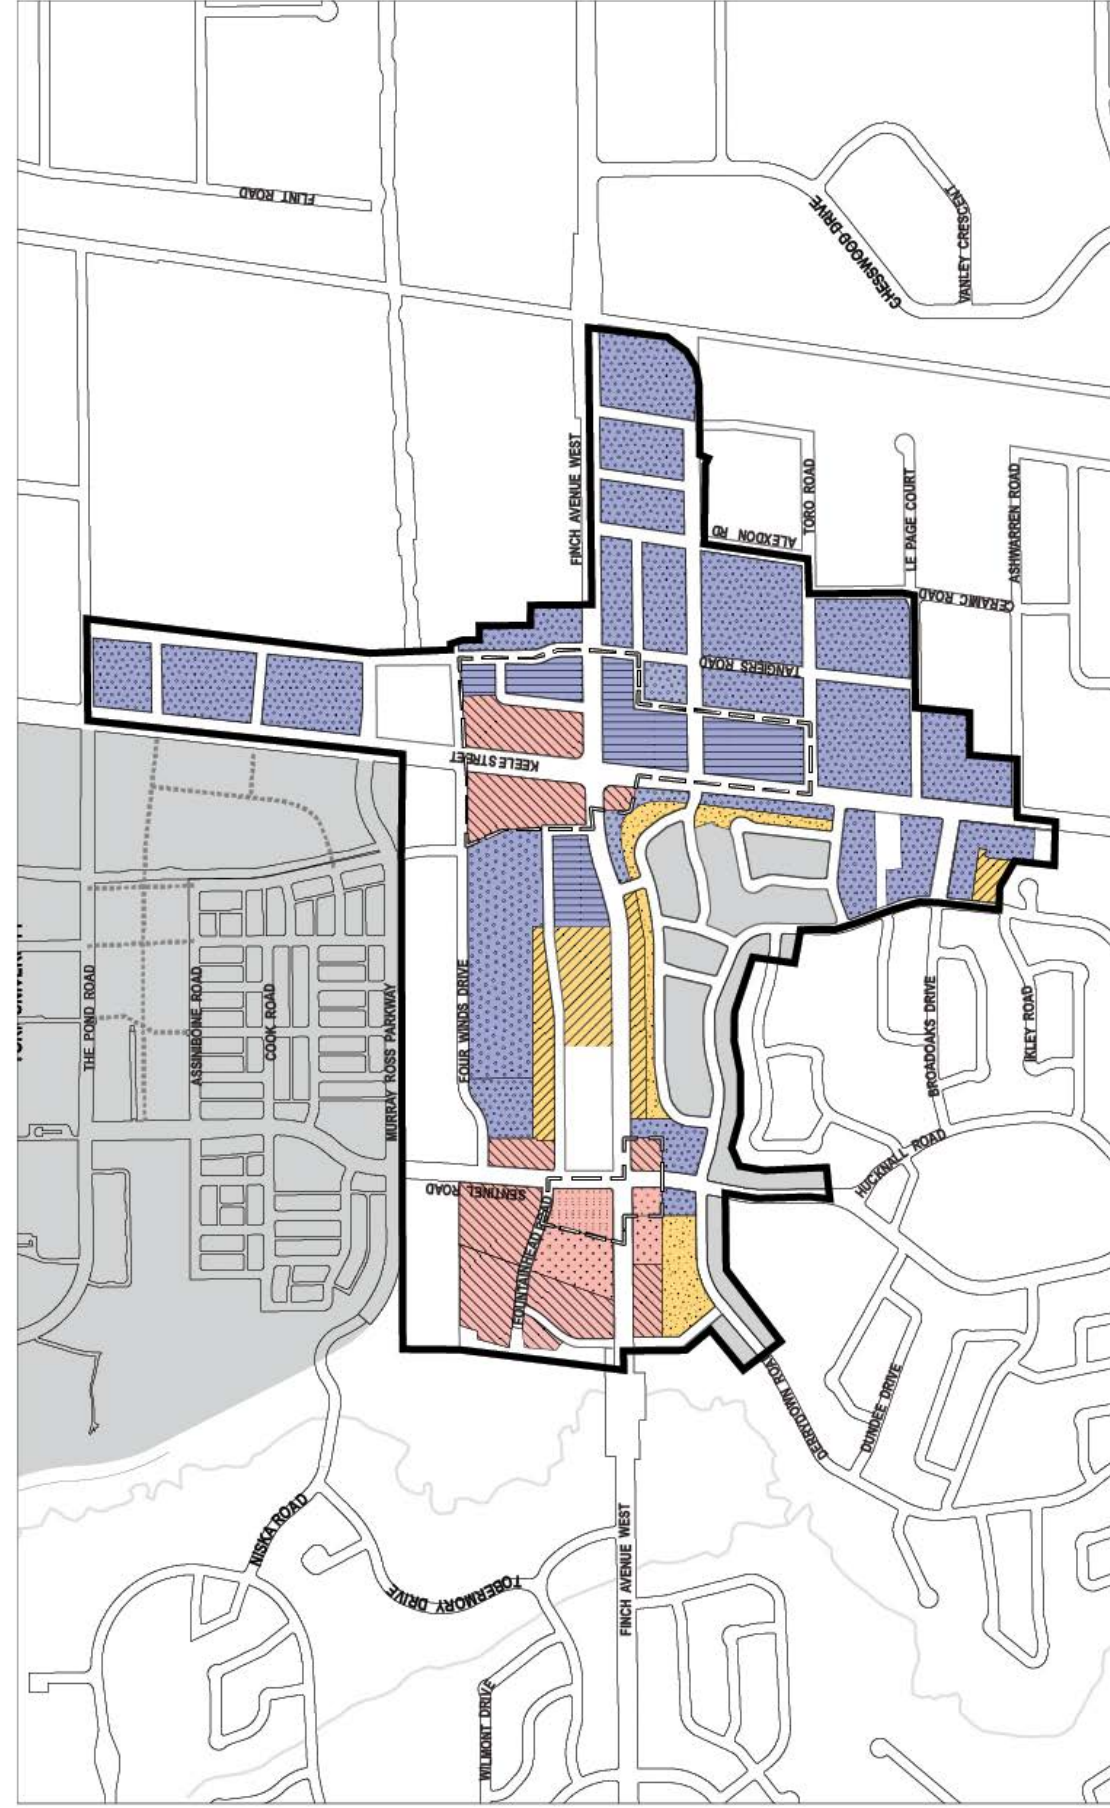 FLINT ROAD
CHESSWOOD DRIVE
VANLEY CRESCENT
FINCH AVENUE WEST
ALEXDON RD
TORO ROAD
LE PAGE COURT
ASHWARREN ROAD
CERAMIC ROAD
TANGIERS ROAD
KEELE STREET
THE POND ROAD
ASSINIBOINE ROAD
COOK ROAD
MURRAY ROSS PARKWAY
FOUR WINDS DRIVE
BROADOAKS DRIVE
IKLEY ROAD
HUCKNALL ROAD
SENTINEL ROAD
FOUNTAINHEAD ROAD
DERRYDOWN ROAD
DUNDEE DRIVE
NISKA ROAD
TOBERMORY DRIVE
FINCH AVENUE WEST
WILMONT DRIVE